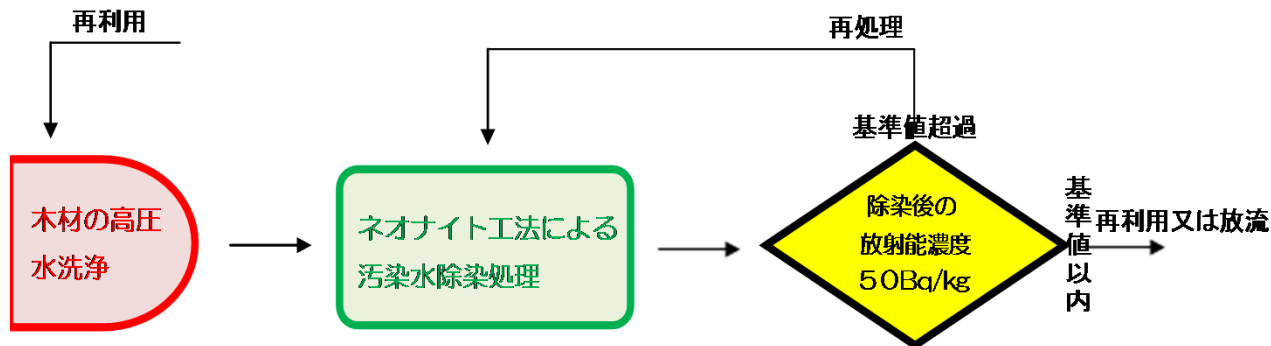 再利用
再処理
木材の高圧
水洗浄
ネオナイト工法による
汚染水除染処理
基準値超過
除染後の
放射能濃度
50Bq/kg
基準値以内
再利用又は放流